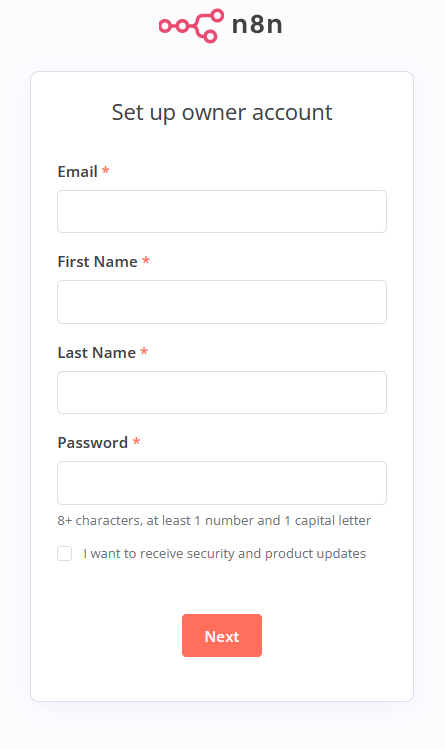 n8n
Set up owner account
Email *
First Name *
Last Name *
Password *
8+ characters, at least 1 number and 1 capital letter
I want to receive security and product updates
Next